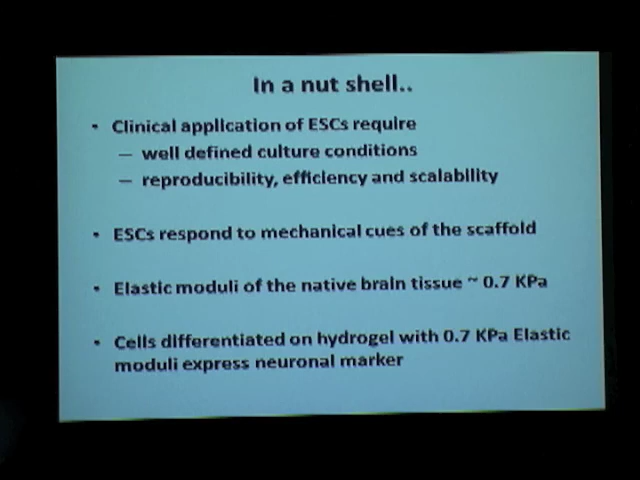 In a nut shell..
• Clinical application of ESCs require
– well defined culture conditions
– reproducibility, efficiency and scalability
• ESCs respond to mechanical cues of the scaffold
• Elastic moduli of the native brain tissue ~ 0.7 KPa
• Cells differentiated on hydrogel with 0.7 KPa Elastic
moduli express neuronal marker